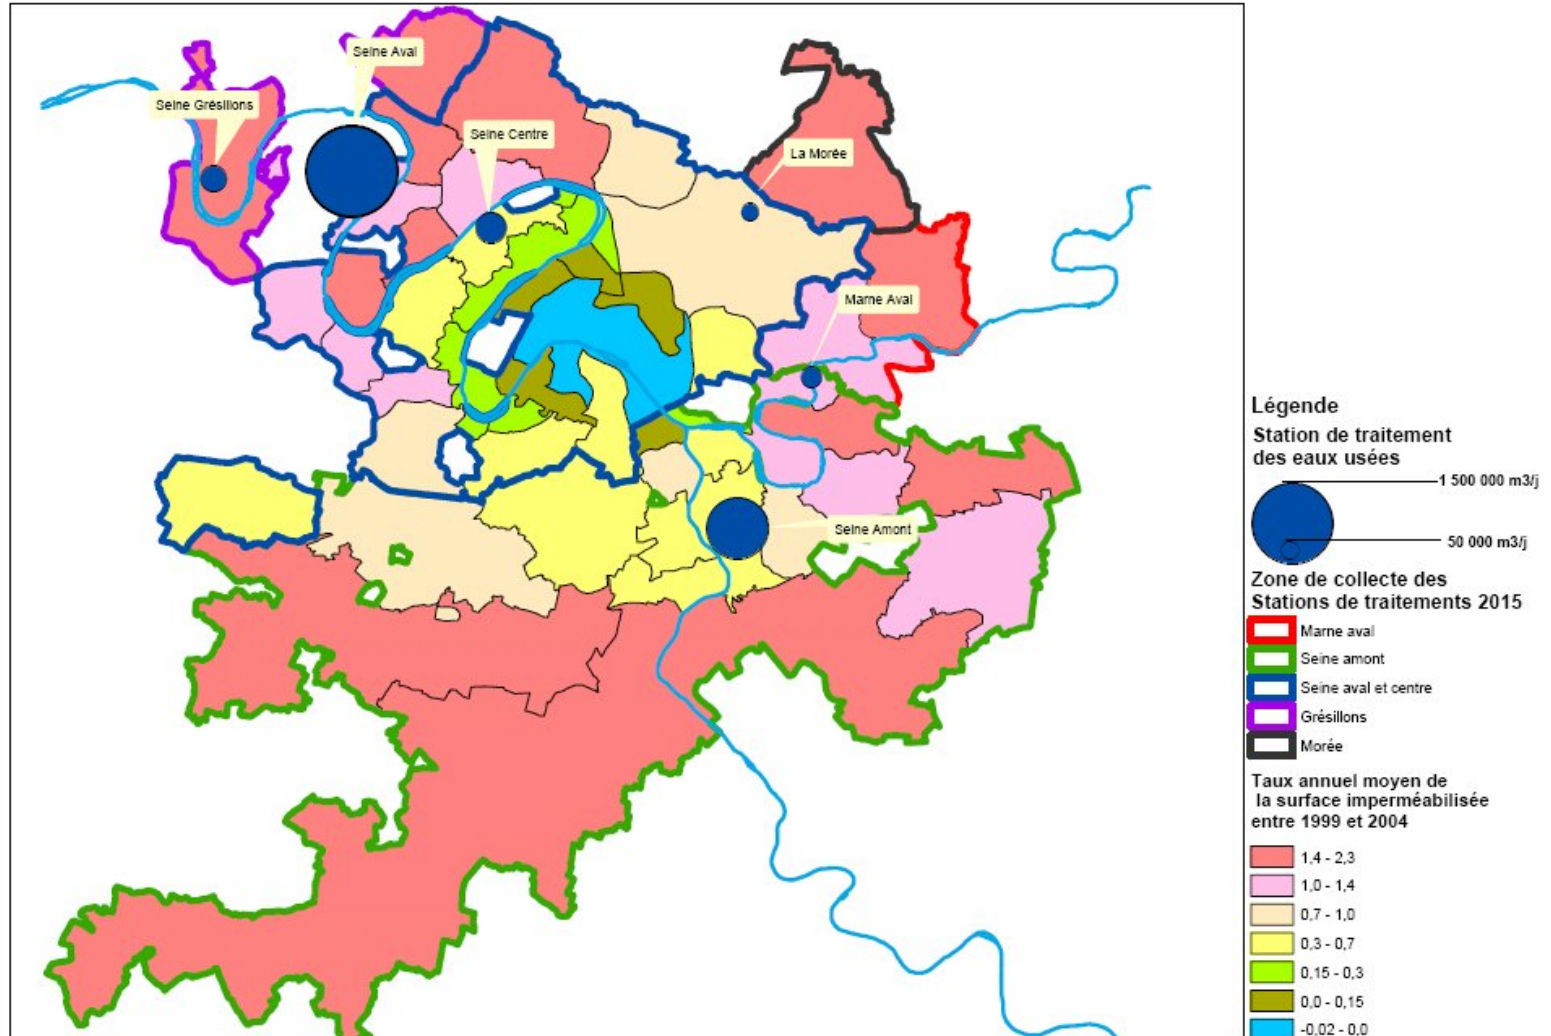 Seine Aval
Seine Grésillons
Seine Centre
La Morée
Marne Aval
Seine Amont
Légende
Station de traitement
des eaux usées
1 500 000 m3/j
50 000 m3/j
Zone de collecte des
Stations de traitements 2015
Marne aval
Seine amont
Seine aval et centre
Grésillons
Morée
Taux annuel moyen de
la surface imperméabilisée
entre 1999 et 2004
1,4 - 2,3
1,0 - 1,4
0,7 - 1,0
0,3 - 0,7
0,15 - 0,3
0,0 - 0,15
-0,02 - 0,0